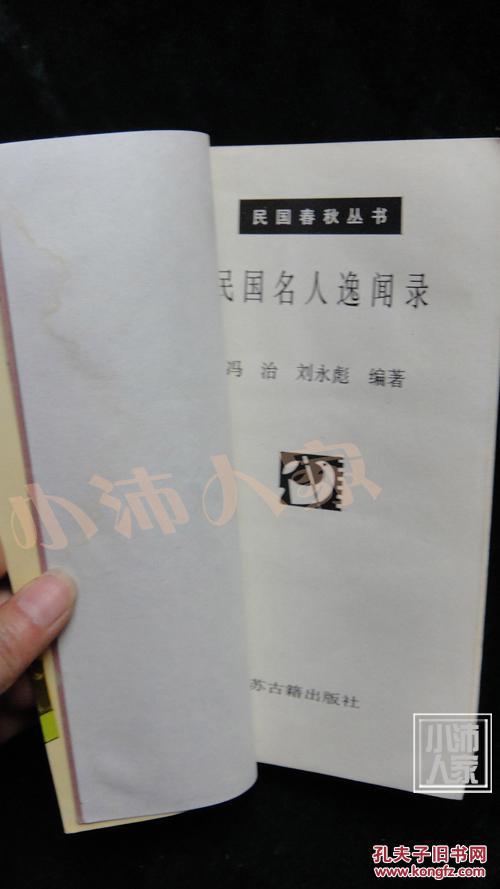 民国春秋丛书
民国名人逸闻录
冯治 刘永彪 编著
小沛人家
苏古籍出版社
小沛
人家
孔夫子旧书网
www.kongfz.com